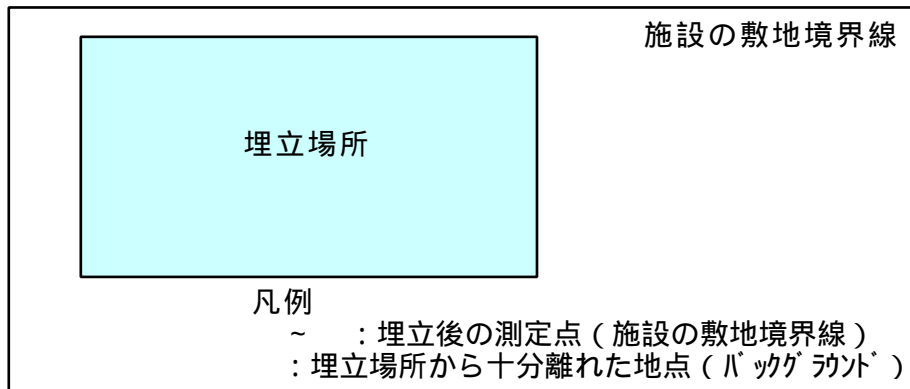 施設の敷地境界線
埋立場所
凡例
~ :埋立後の測定点(施設の敷地境界線)
:埋立場所から十分離れた地点(ﾊﾞｯｸｸﾞﾗｳﾝﾄﾞ)